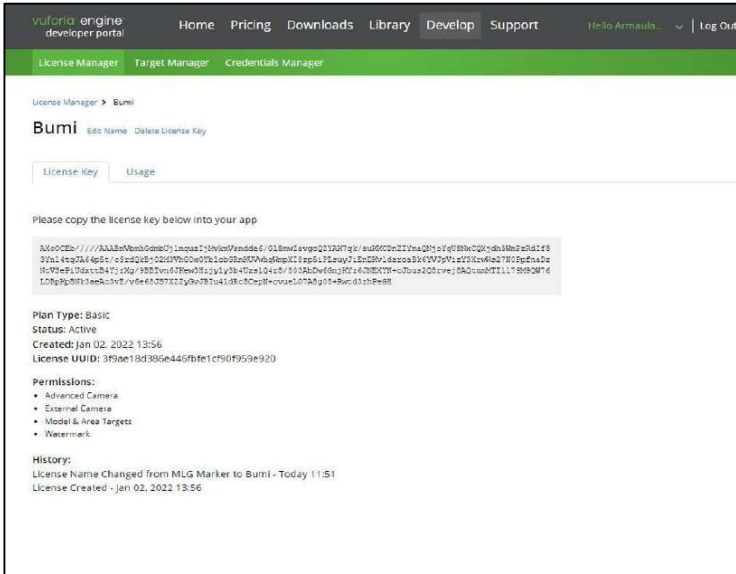 vuforia engine
developer portal
Home Pricing Downloads Library Develop Support Hello Armaula... Log Out
License Manager Target Manager Credentials Manager
License Manager > Bumi
Bumi Edit Name Delete License Key
License Key Usage
Please copy the license key below into your app
Plan Type: Basic
Status: Active
Created: Jan 02, 2022 13:56
License UUID: 3f9ae18d386e446fbfe1cf90f959e920
Permissions:
• Advanced Camera
• External Camera
• Model & Area Targets
• Watermark
History:
License Name Changed from MLG Marker to Bumi - Today 11:51
License Created - Jan 02, 2022 13:56